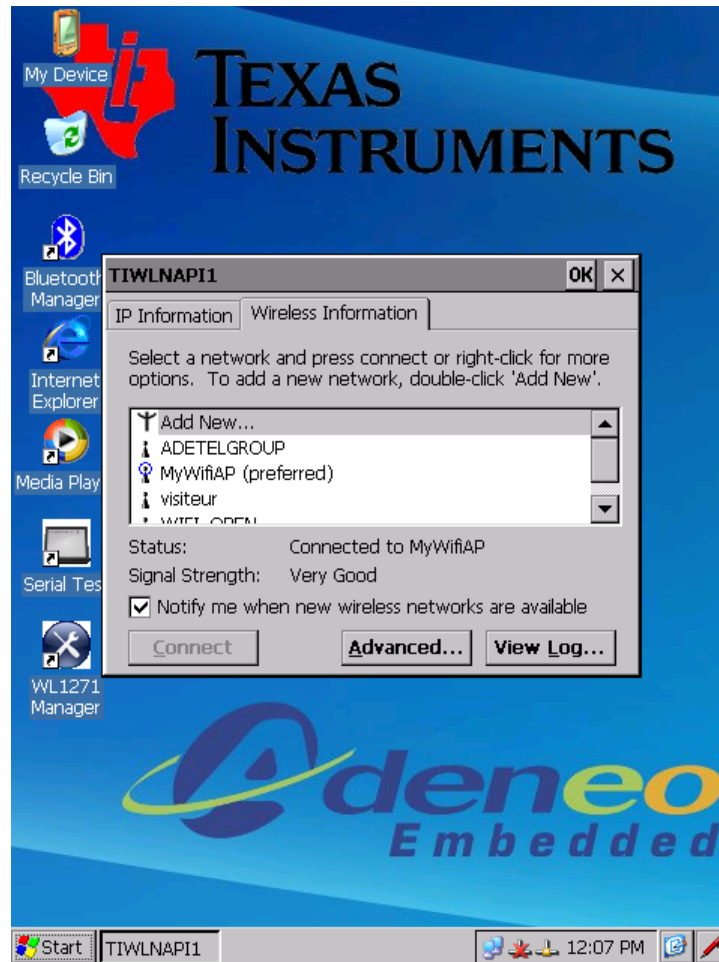 My Device
TEXAS
INSTRUMENTS
Recycle Bin
Bluetooth
Manager
TIWLNAPI1
OK
IP Information
Wireless Information
Select a network and press connect or right-click for more
options. To add a new network, double-click 'Add New'.
Internet
Explorer
Add New...
ADETELGROUP
MyWifiAP (preferred)
visiteur
WIFI_OPEN
Media Play
Status: Connected to MyWifiAP
Signal Strength: Very Good
Notify me when new wireless networks are available
Serial Tes
Connect
Advanced...
View Log...
WL1271
Manager
Adeneo
Embedded
Start
TIWLNAPI1
12:07 PM